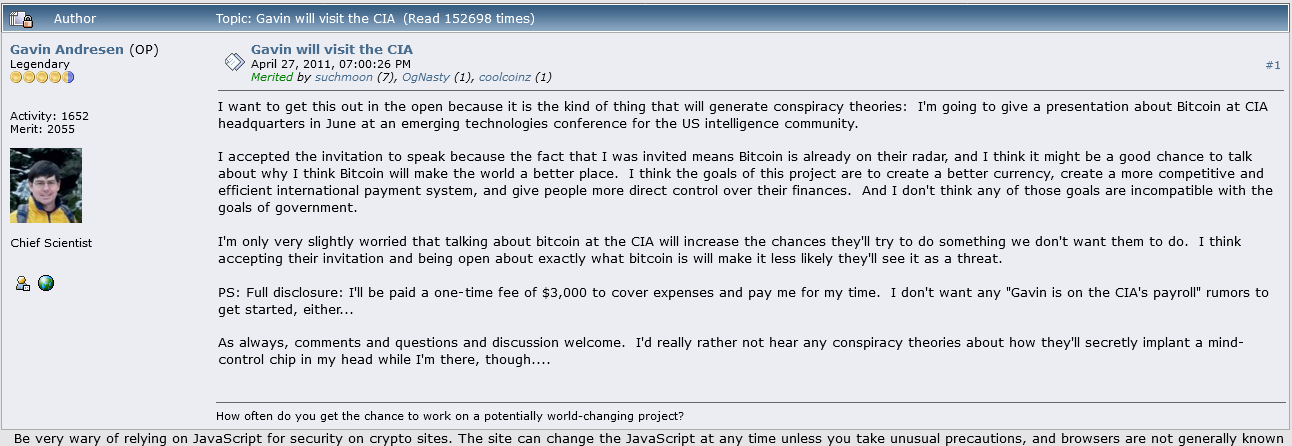 Author Topic: Gavin will visit the CIA  (Read 152698 times)
Gavin Andresen (OP)
Legendary
Activity: 1652
Merit: 2055
Chief Scientist
Gavin will visit the CIA
April 27, 2011, 07:00:26 PM
#1
Merited by suchmoon (7), OgNasty (1), coolcoinz (1)
I want to get this out in the open because it is the kind of thing that will generate conspiracy theories:  I'm going to give a presentation about Bitcoin at CIA
headquarters in June at an emerging technologies conference for the US intelligence community.
I accepted the invitation to speak because the fact that I was invited means Bitcoin is already on their radar, and I think it might be a good chance to talk
about why I think Bitcoin will make the world a better place.  I think the goals of this project are to create a better currency, create a more competitive and
efficient international payment system, and give people more direct control over their finances.  And I don't think any of those goals are incompatible with the
goals of government.
I'm only very slightly worried that talking about bitcoin at the CIA will increase the chances they'll try to do something we don't want them to do.  I think
accepting their invitation and being open about exactly what bitcoin is will make it less likely they'll see it as a threat.
PS: Full disclosure: I'll be paid a one-time fee of $3,000 to cover expenses and pay me for my time.  I don't want any "Gavin is on the CIA's payroll" rumors to
get started, either...
As always, comments and questions and discussion welcome.  I'd really rather not hear any conspiracy theories about how they'll secretly implant a mind-
control chip in my head while I'm there, though....
How often do you get the chance to work on a potentially world-changing project?
Be very wary of relying on JavaScript for security on crypto sites. The site can change the JavaScript at any time unless you take unusual precautions, and browsers are not generally known